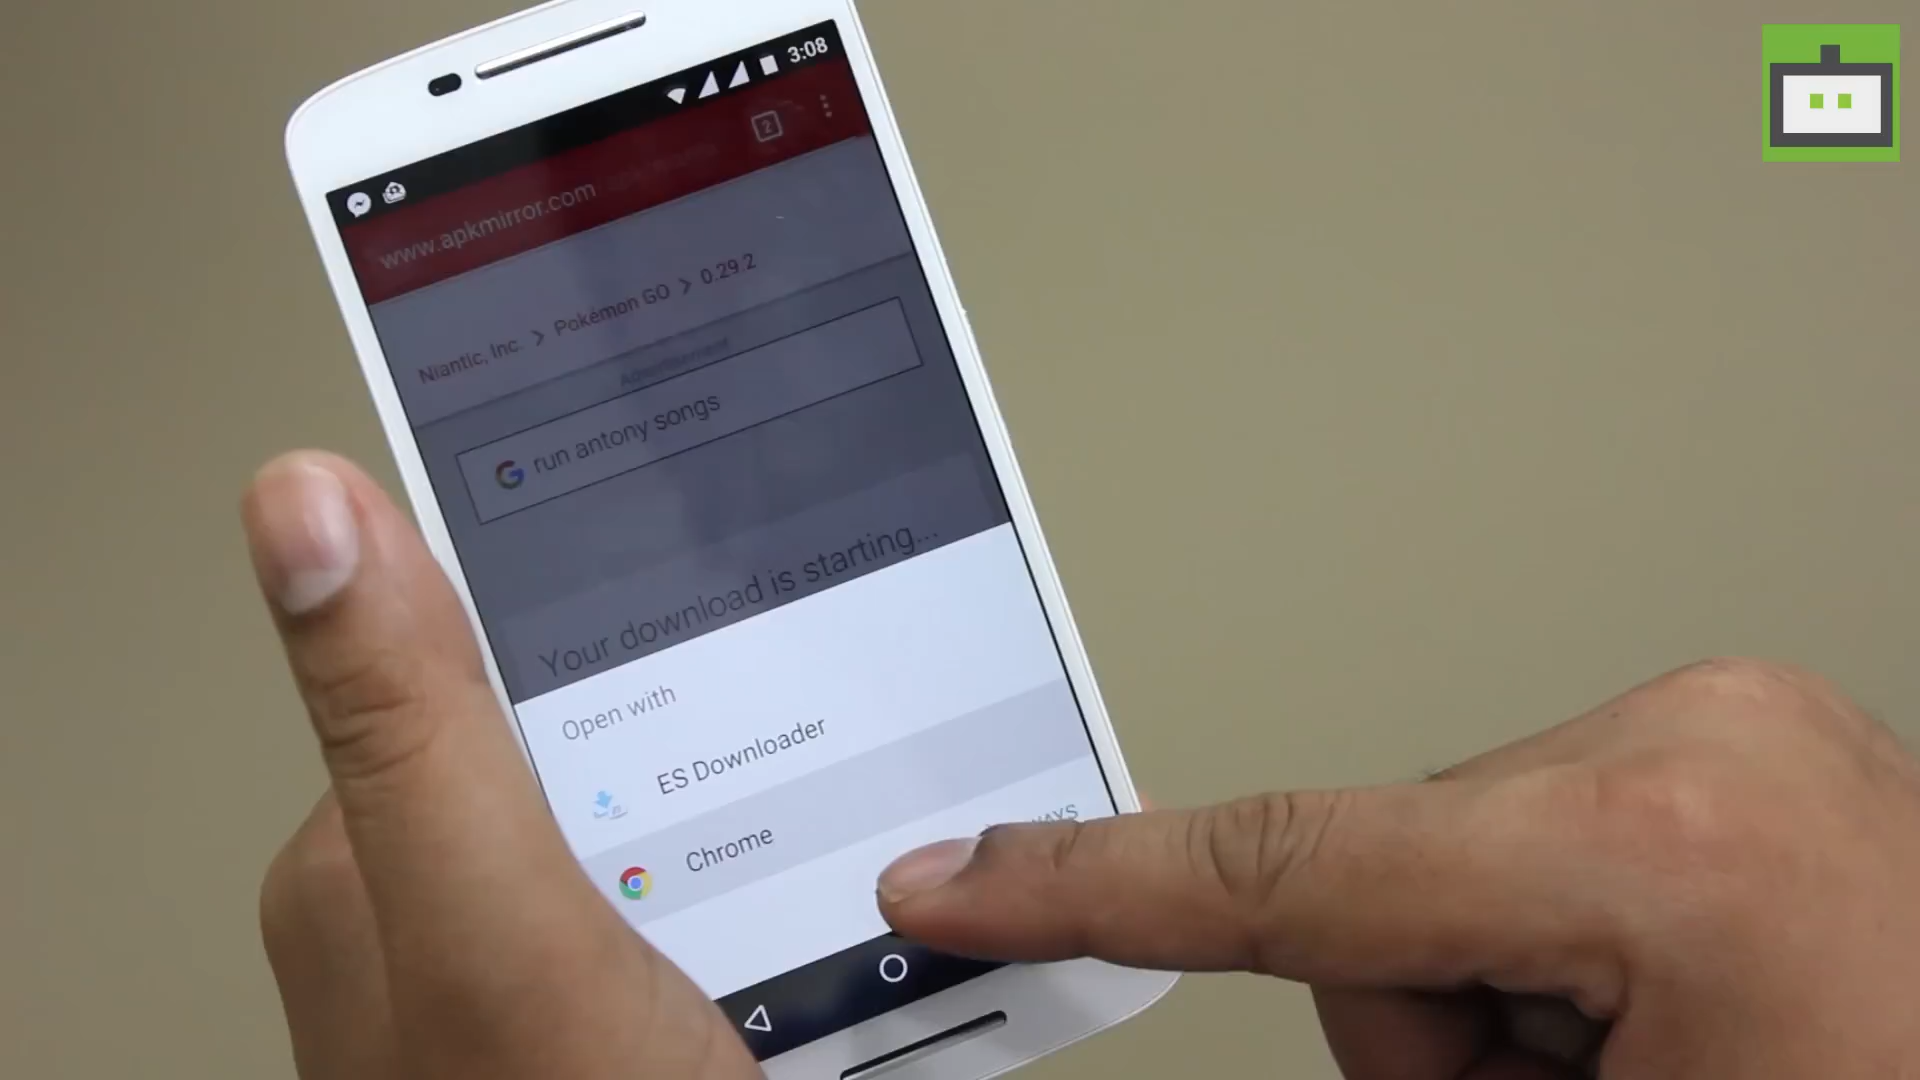 3:08
www.apkmirror.com
2
Niantic, Inc. > Pokémon GO > 0.29.2
Advertisement
run antony songs
Your download is starting...
Open with
ES Downloader
Chrome